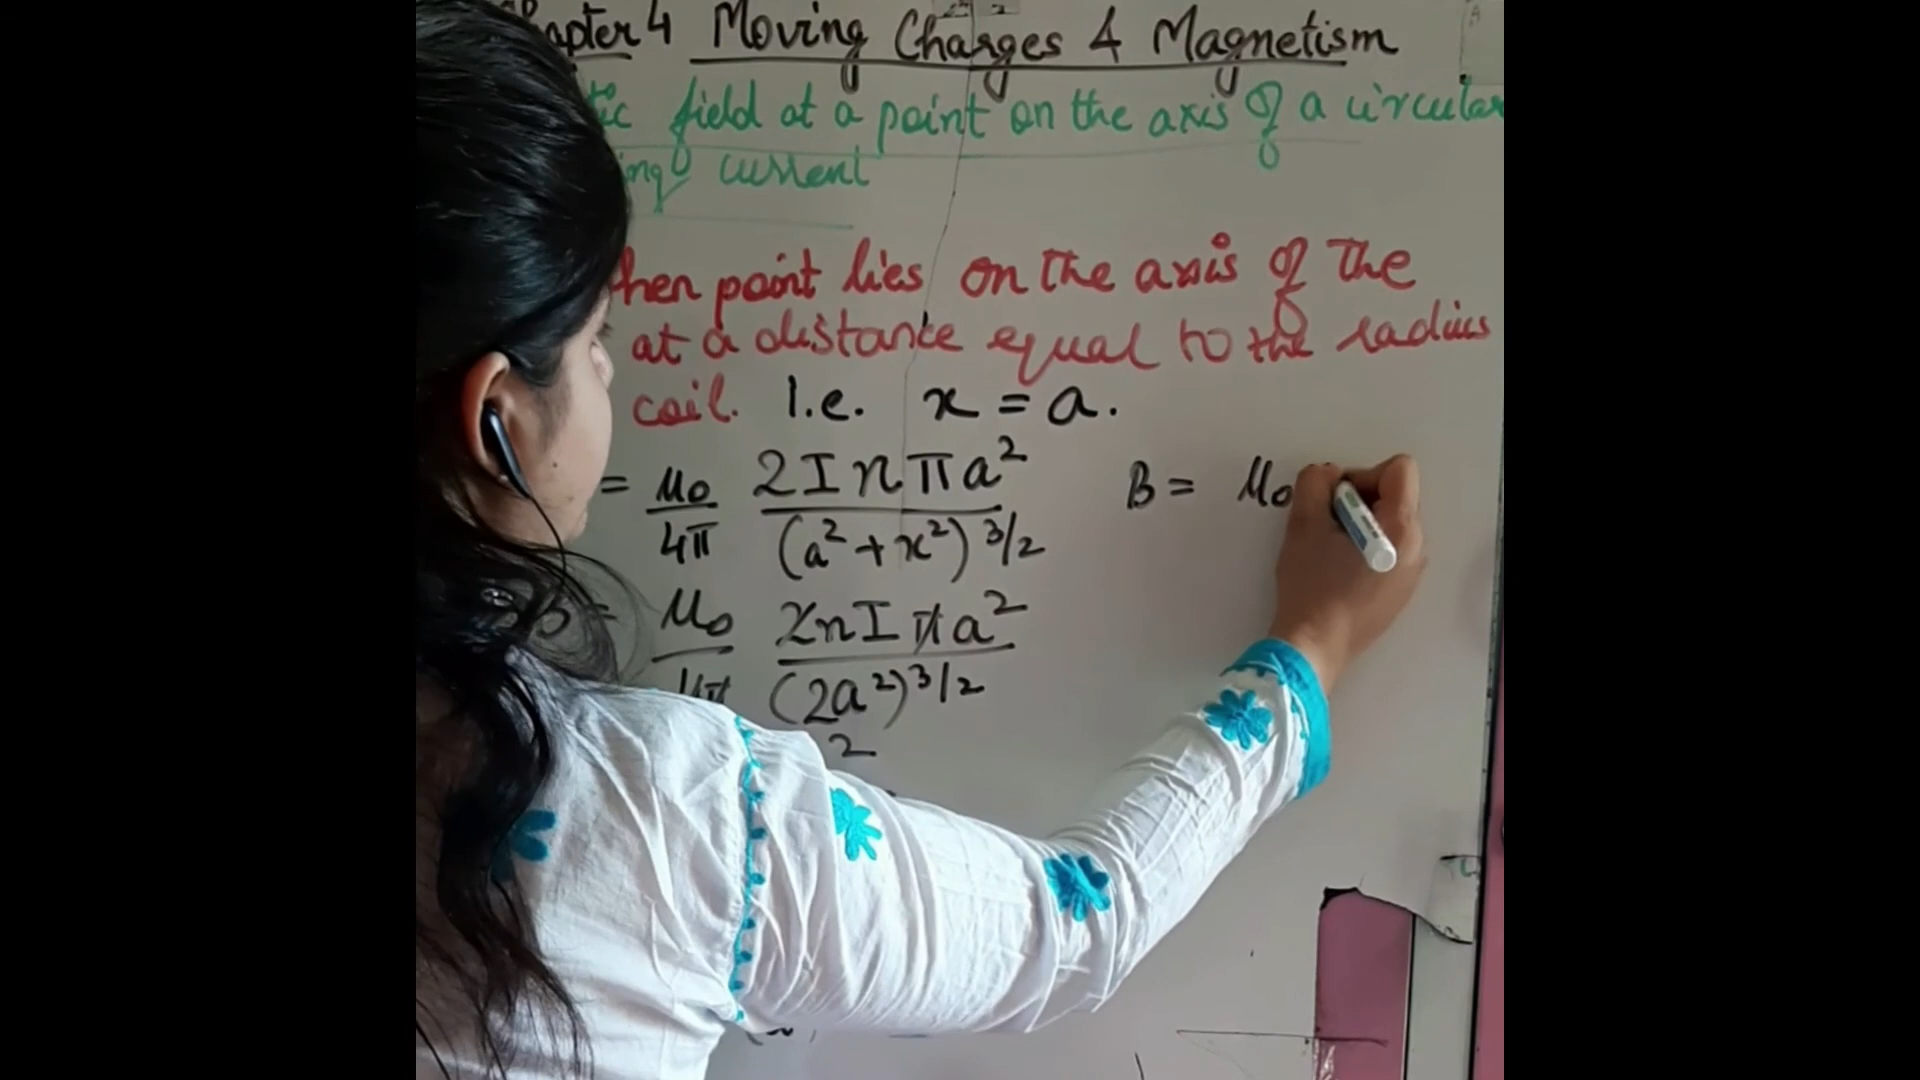 Chapter 4 Moving Charges & Magnetism
field at a point on the axis of a circular
current
point lies on the axis of the
at a distance equal to the radius
coil. I.e. x = a.
= μ₀/4π 2Inπa²/(a²+x²)^3/2
B = μ₀/4π 2nIπa²/(2a²)^3/2
2
B = μ₀